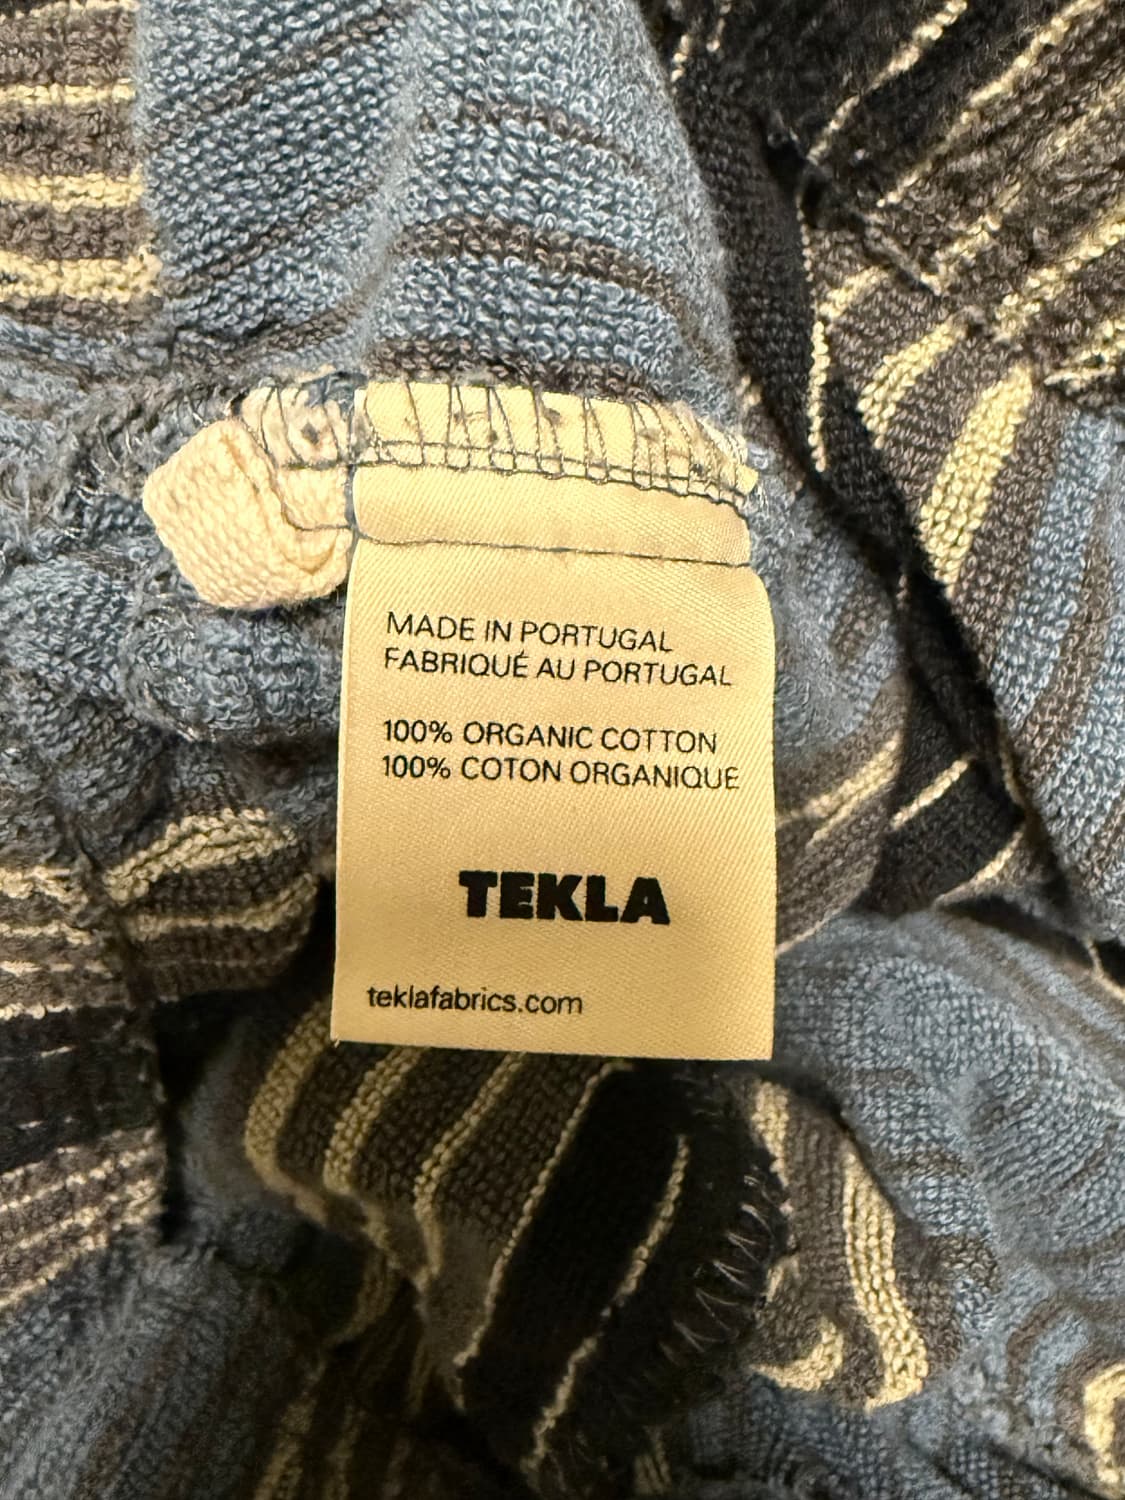 MADE IN PORTUGAL
FABRIQUÉ AU PORTUGAL
100% ORGANIC COTTON
100% COTON ORGANIQUE
TEKLA
teklafabrics.com